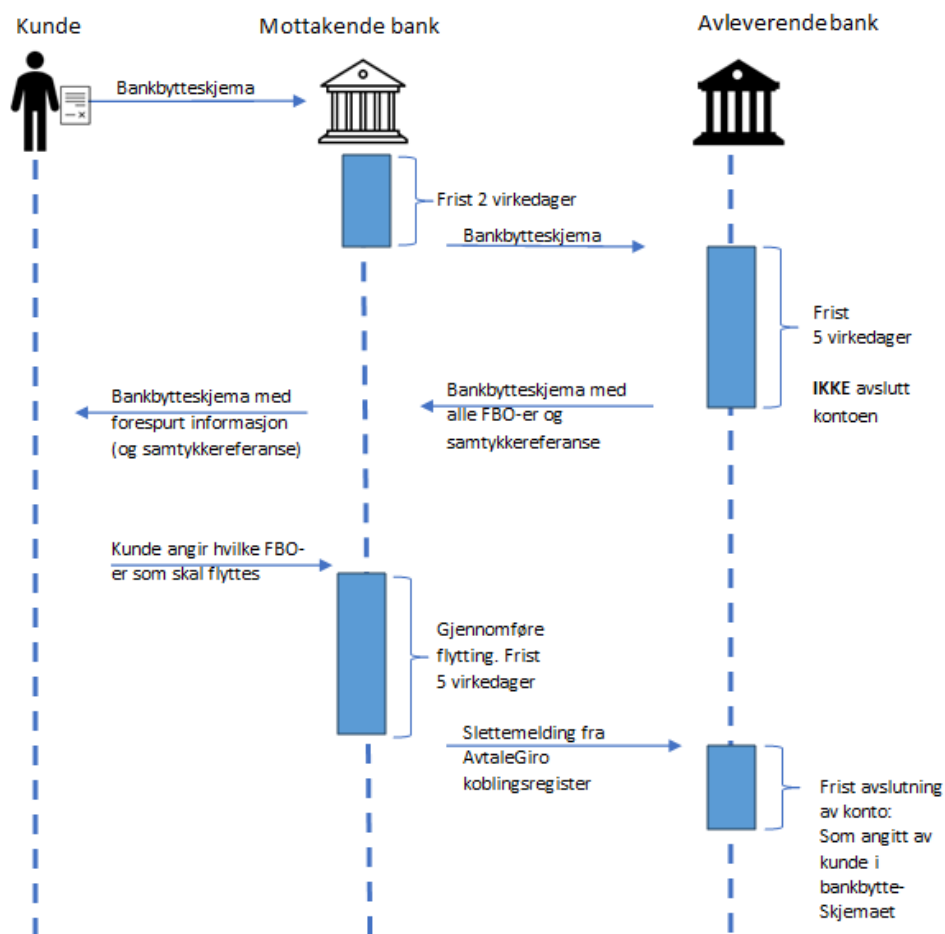 Kunde
Mottakende bank
Avleverendebank
Bankbytteskjema
Frist 2 virkedager
Bankbytteskjema
Frist
5 virkedager
IKKE avslutt
kontoen
Bankbytteskjema med
alle FBO-er og
samtykkereferanse
Bankbytteskjema med
forespurt informasjon
(og samtykkereferanse)
Kunde angir hvilke FBO-
er som skal flyttes
Gjennomføre
flytting. Frist
5 virkedager
Slettemelding fra
AvtaleGiro
koblingsregister
Frist avslutning
av konto:
Som angitt av
kunde i
bankbytte-
Skjemaet